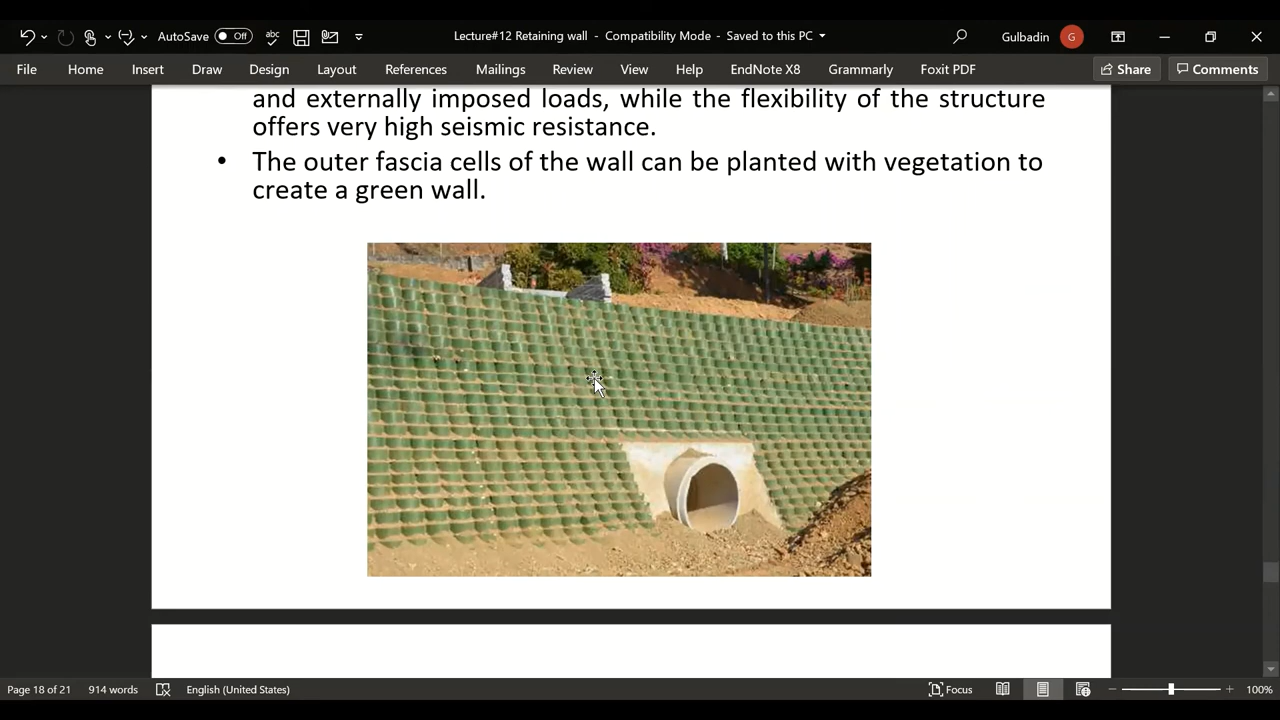 AutoSave Off abc Lecture#12 Retaining wall - Compatibility Mode - Saved to this PC Gulbadin G
File Home Insert Draw Design Layout References Mailings Review View Help EndNote X8 Grammarly Foxit PDF Share Comments
and externally imposed loads, while the flexibility of the structure
offers very high seismic resistance.
• The outer fascia cells of the wall can be planted with vegetation to
create a green wall.
Page 18 of 21 914 words English (United States) Focus 100%